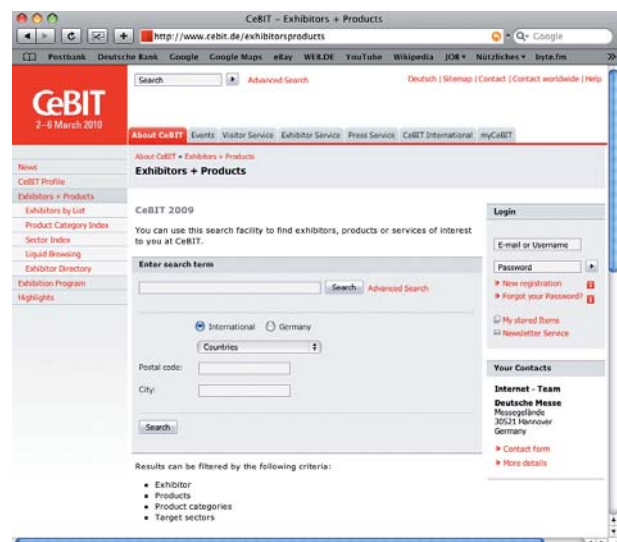 CeBIT – Exhibitors + Products
http://www.cebit.de/exhibitorsproducts
Google
Postbank Deutsche Bank Google Google Maps eBay WEB.DE YouTube Wikipedia JOB Nützliches byte.fm
Search
Advanced Search
Deutsch | Sitemap | Contact | Contact worldwide | Help
CeBIT
2–6 March 2010
About CeBIT Events Visitor Service Exhibitor Service Press Service CeBIT International myCeBIT
About CeBIT Exhibitors + Products
Exhibitors + Products
News
CeBIT Profile
Exhibitors + Products
Exhibitors by List
Product Category Index
Sector Index
Liquid Browsing
Exhibitor Directory
Exhibition Program
Highlights
CeBIT 2009
You can use this search facility to find exhibitors, products or services of interest
to you at CeBIT.
Enter search term
Search Advanced Search
International Germany
Countries
Postal code:
City:
Search
Results can be filtered by the following criteria:
Exhibitor
Products
Product categories
Target sectors
Login
E-mail or Username
Password
New registration
Forgot your Password?
My stored Items
Newsletter Service
Your Contacts
Internet - Team
Deutsche Messe
Messegelände
30521 Hannover
Germany
Contact form
More details